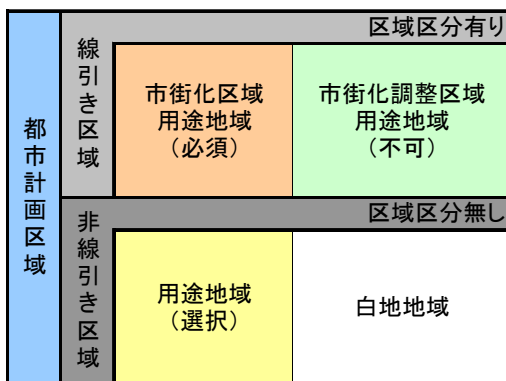 都市計画区域
線引き区域
区域区分有り
市街化区域
用途地域
（必須）
市街化調整区域
用途地域
（不可）
非線引き区域
区域区分無し
用途地域
（選択）
白地地域